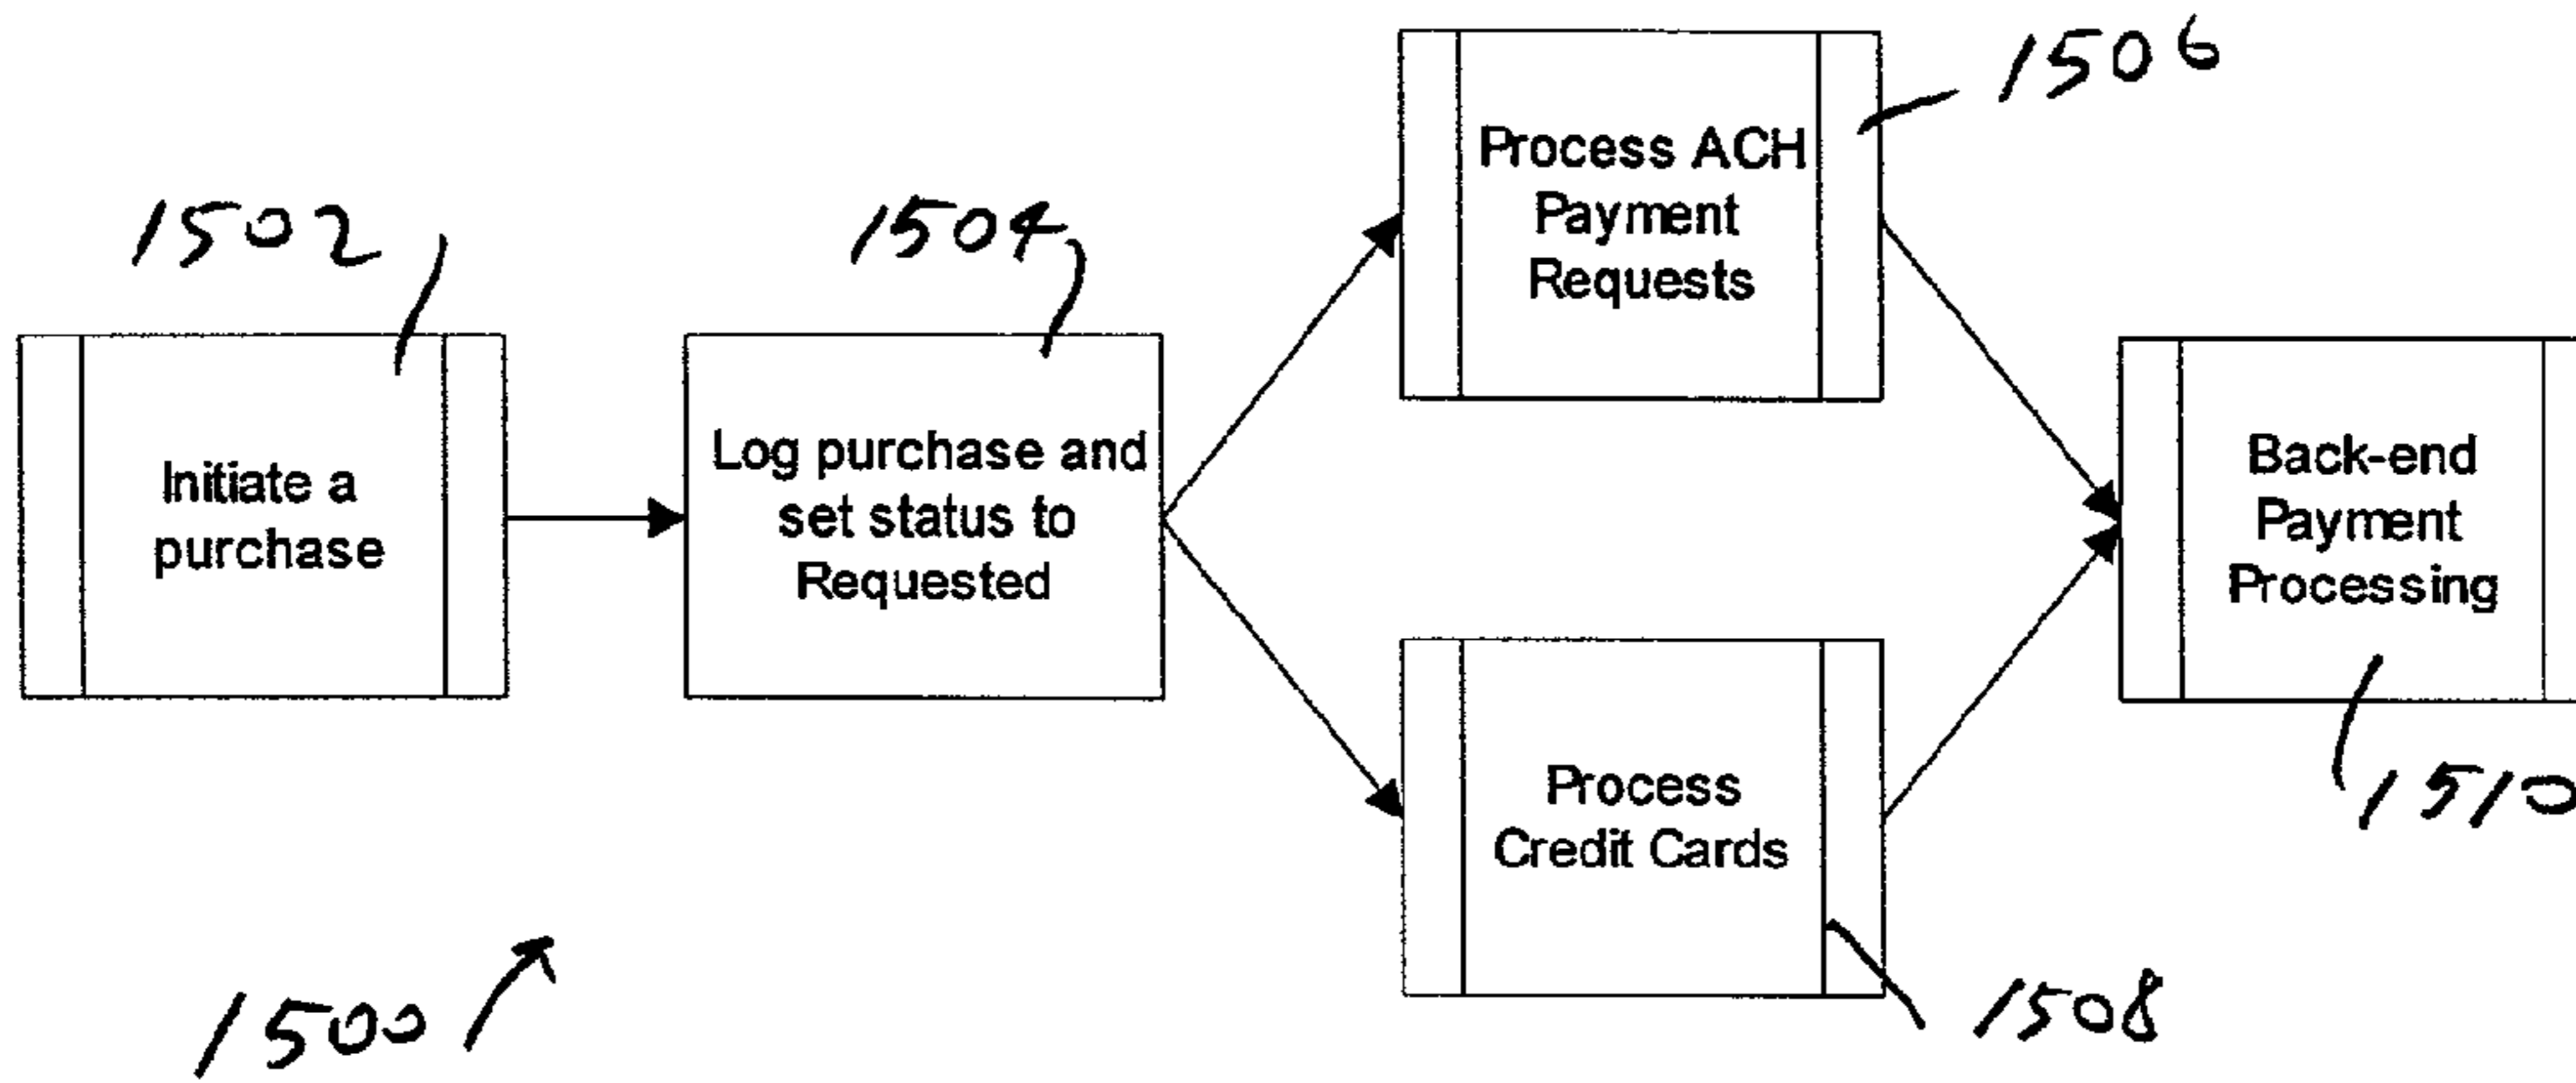 1502
Initiate a
purchase
1504
Log purchase and
set status to
Requested
1506
Process ACH
Payment
Requests
1508
Process
Credit Cards
Back-end
Payment
Processing
1510
1500